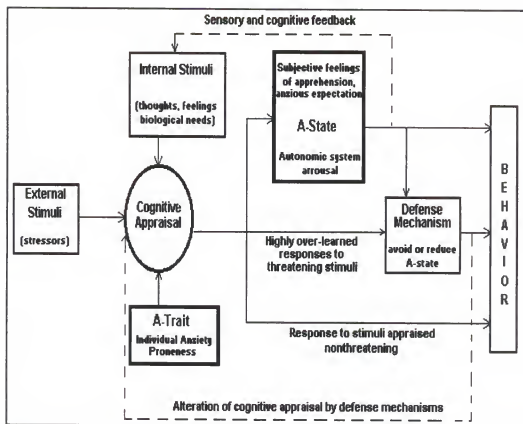 Sensory and cognitive feedback
Internal Stimuli
(thoughts, feelings
biological needs)
Subjective feelings
of apprehension,
anxious expectation
A-State
Autonomic system
arrousal
External
Stimuli
(stressors)
Cognitive
Appraisal
Defense
Mechanism
avoid or reduce
A-state
Highly over-learned
responses to
threatening stimuli
A-Trait
Individual Anxiety
Proneness
Response to stimuli appraised
nonthreatening
Alteration of cognitive appraisal by defense mechanisms
B
E
H
A
V
I
O
R